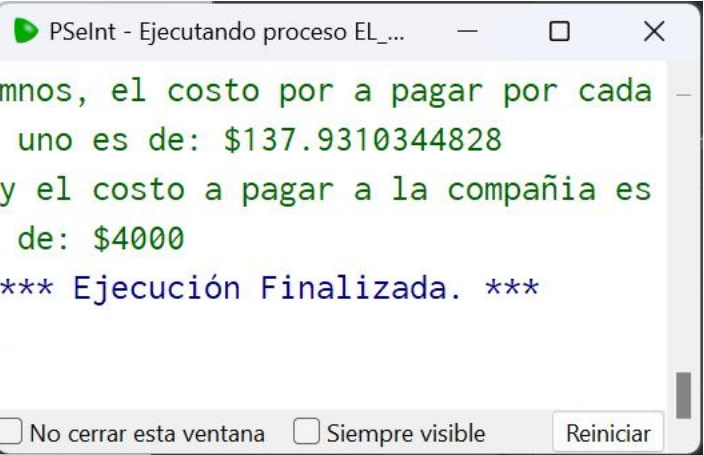 PSeInt - Ejecutando proceso EL_...
mnos, el costo por a pagar por cada
uno es de: $137.9310344828
y el costo a pagar a la compañia es
de: $4000
*** Ejecución Finalizada. ***
No cerrar esta ventana Siempre visible Reiniciar